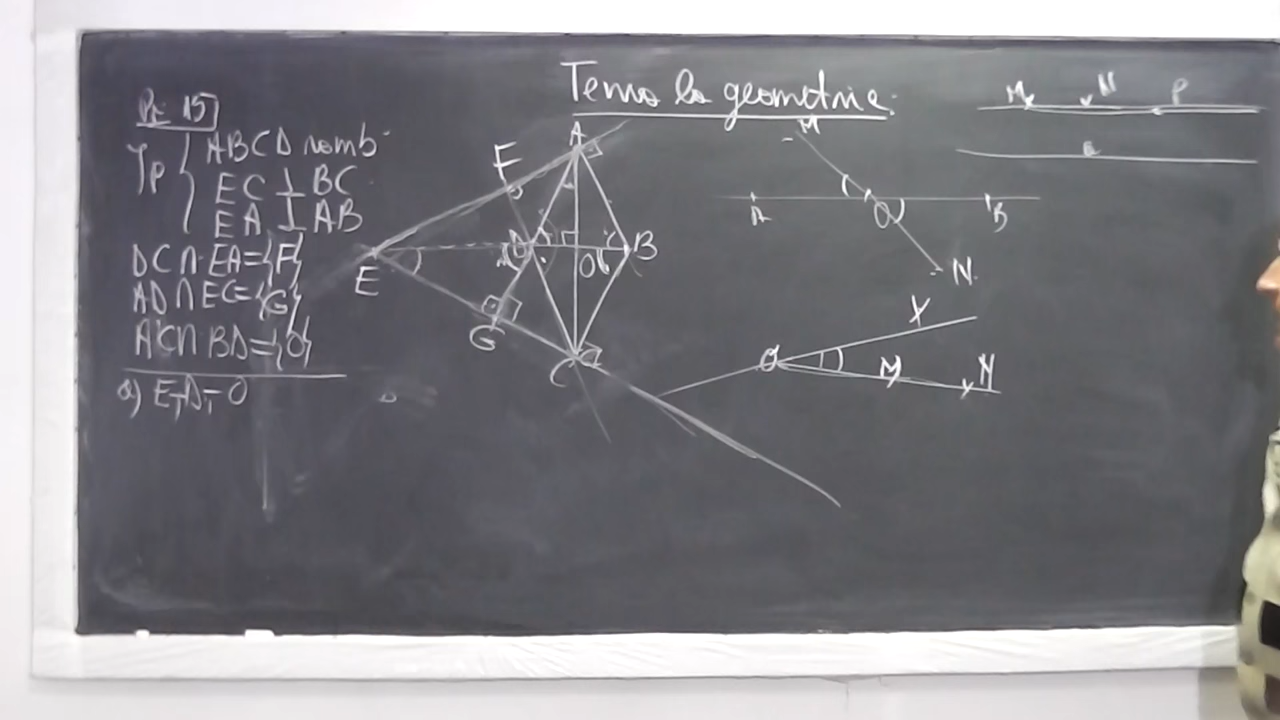 Tema la geometrie.
Pr. 15
Ip { ABCD romb
EC ⊥ BC
EA ⊥ AB
DC ∩ EA = {F}
AD ∩ EC = {G}
AC ∩ BD = {O}
a) E, D, O
A
F
E
D
O
B
G
C
M
A
O
B
N
M
N
P
O
X
M